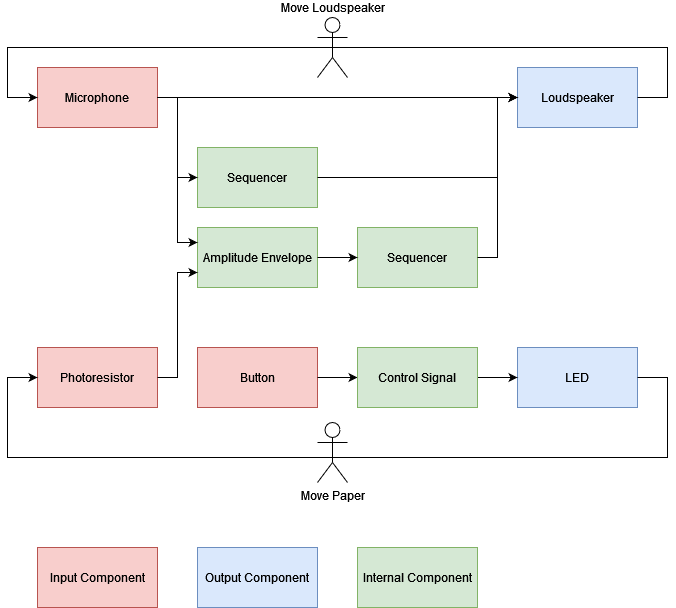 Move Loudspeaker
Microphone
Loudspeaker
Sequencer
Amplitude Envelope
Sequencer
Photoresistor
Button
Control Signal
LED
Move Paper
Input Component
Output Component
Internal Component